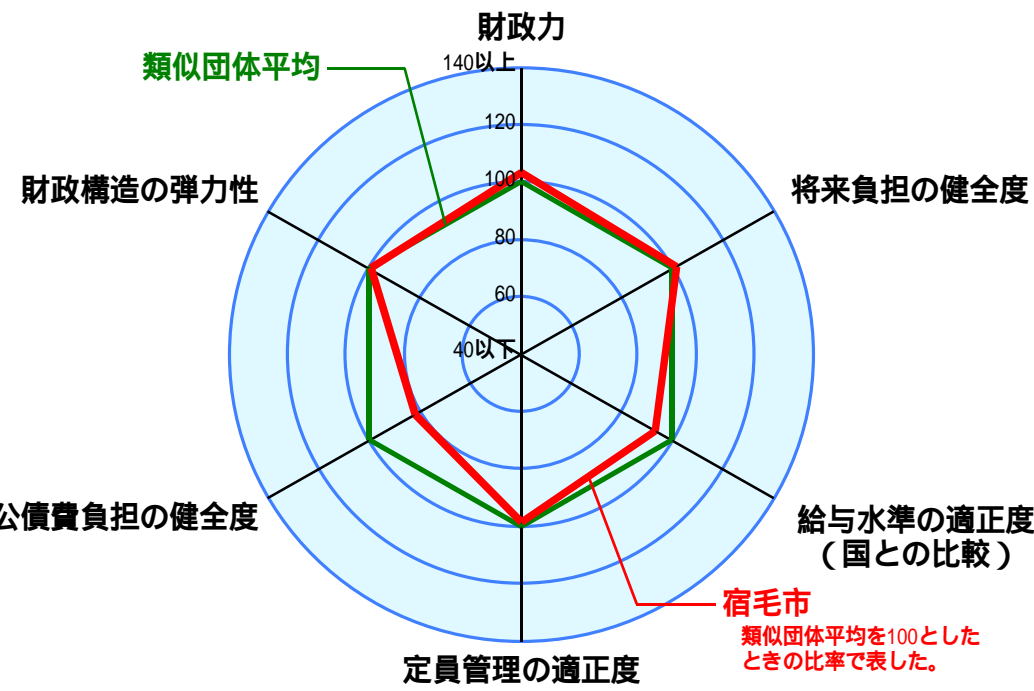 財政力
類似団体平均
140以上
120
100
80
60
40以下
財政構造の弾力性
将来負担の健全度
公債費負担の健全度
給与水準の適正度
(国との比較)
宿毛市
類似団体平均を100とした
ときの比率で表した。
定員管理の適正度